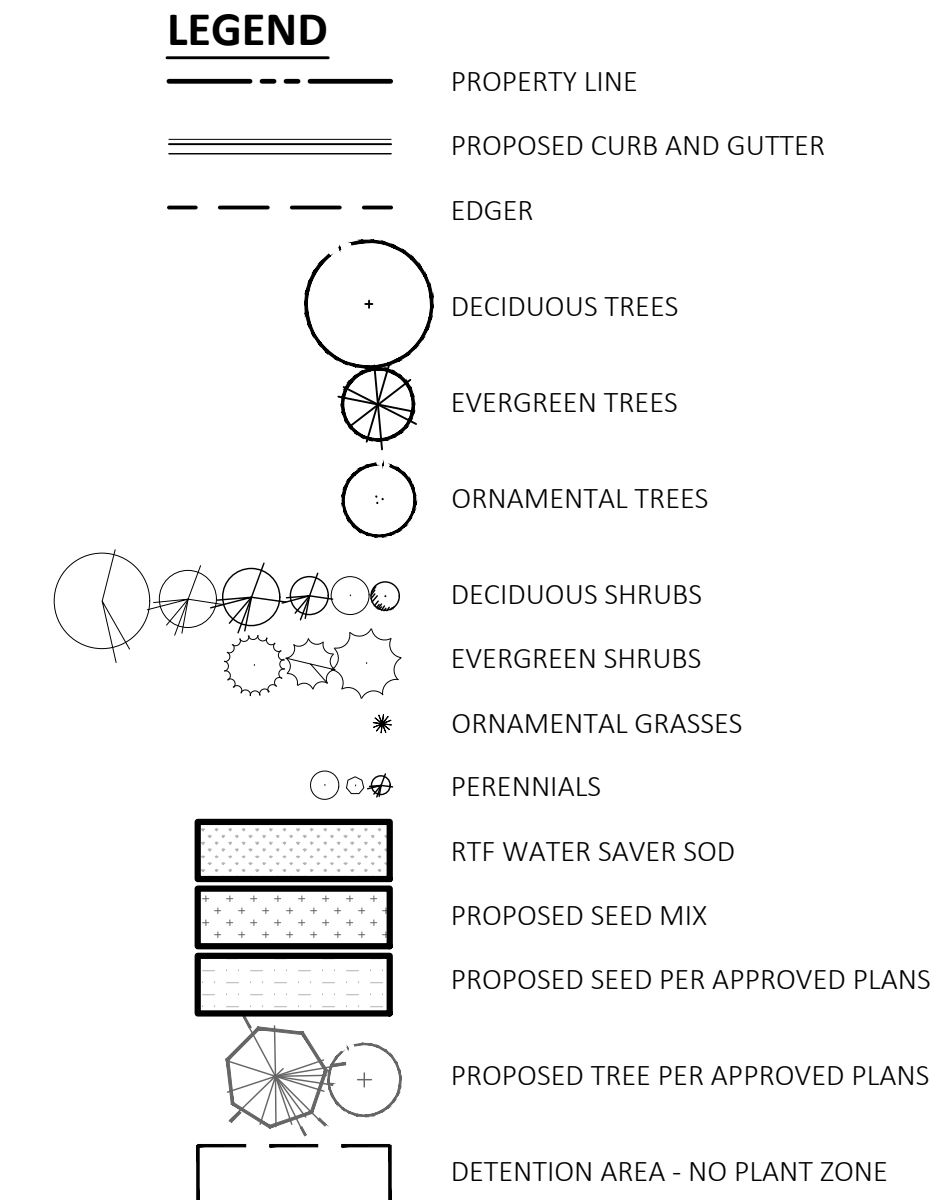 LEGEND
PROPERTY LINE
PROPOSED CURB AND GUTTER
EDGER
DECIDUOUS TREES
EVERGREEN TREES
ORNAMENTAL TREES
DECIDUOUS SHRUBS
EVERGREEN SHRUBS
ORNAMENTAL GRASSES
PERENNIALS
RTF WATER SAVER SOD
PROPOSED SEED MIX
PROPOSED SEED PER APPROVED PLANS
PROPOSED TREE PER APPROVED PLANS
DETENTION AREA - NO PLANT ZONE